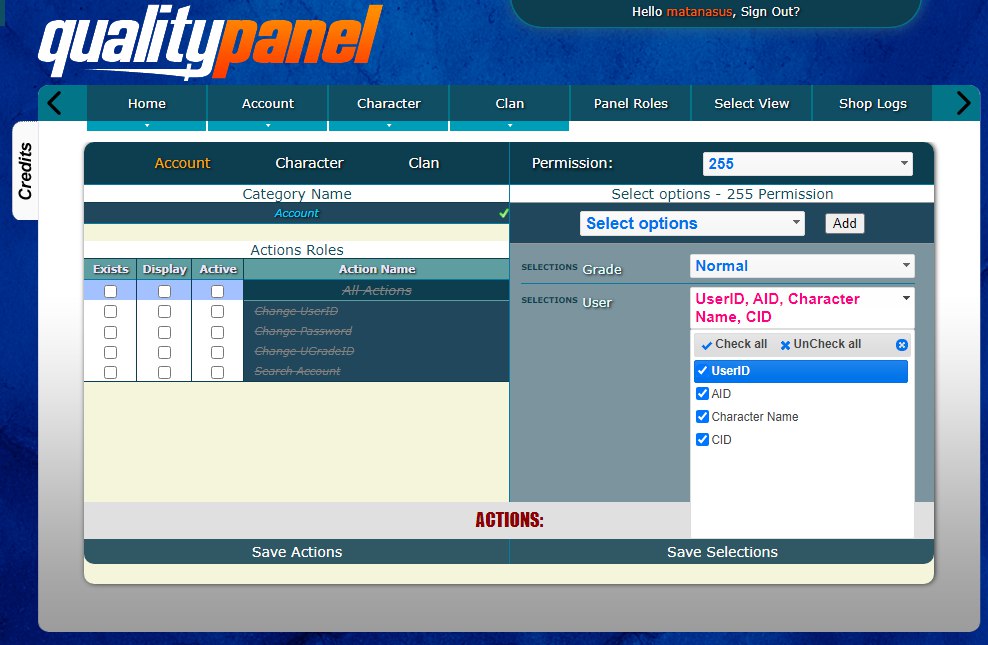 Hello matanasus, Sign Out?
qualitypanel
Home Account Character Clan Panel Roles Select View Shop Logs
Credits
Account Character Clan Permission: 255
Category Name Select options - 255 Permission
Account
Select options Add
Actions Roles
Exists Display Active Action Name
SELECTIONS Grade Normal
All Actions
SELECTIONS User UserID, AID, Character
Name, CID
Change UserID
Change Password
Change UGradeID
Search Account
Check all UnCheck all
UserID
AID
Character Name
CID
ACTIONS:
Save Actions Save Selections